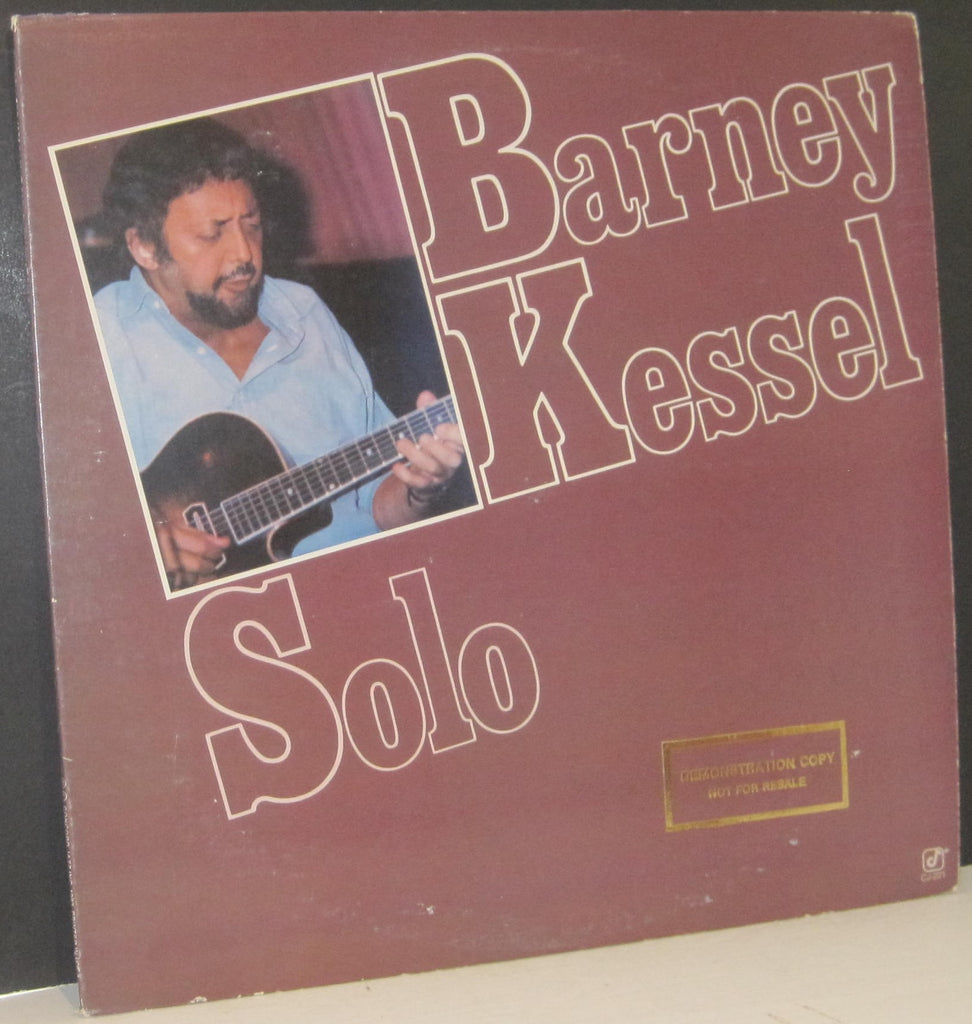 Barney
Kessel
Solo
DEMONSTRATION COPY
NOT FOR RESALE